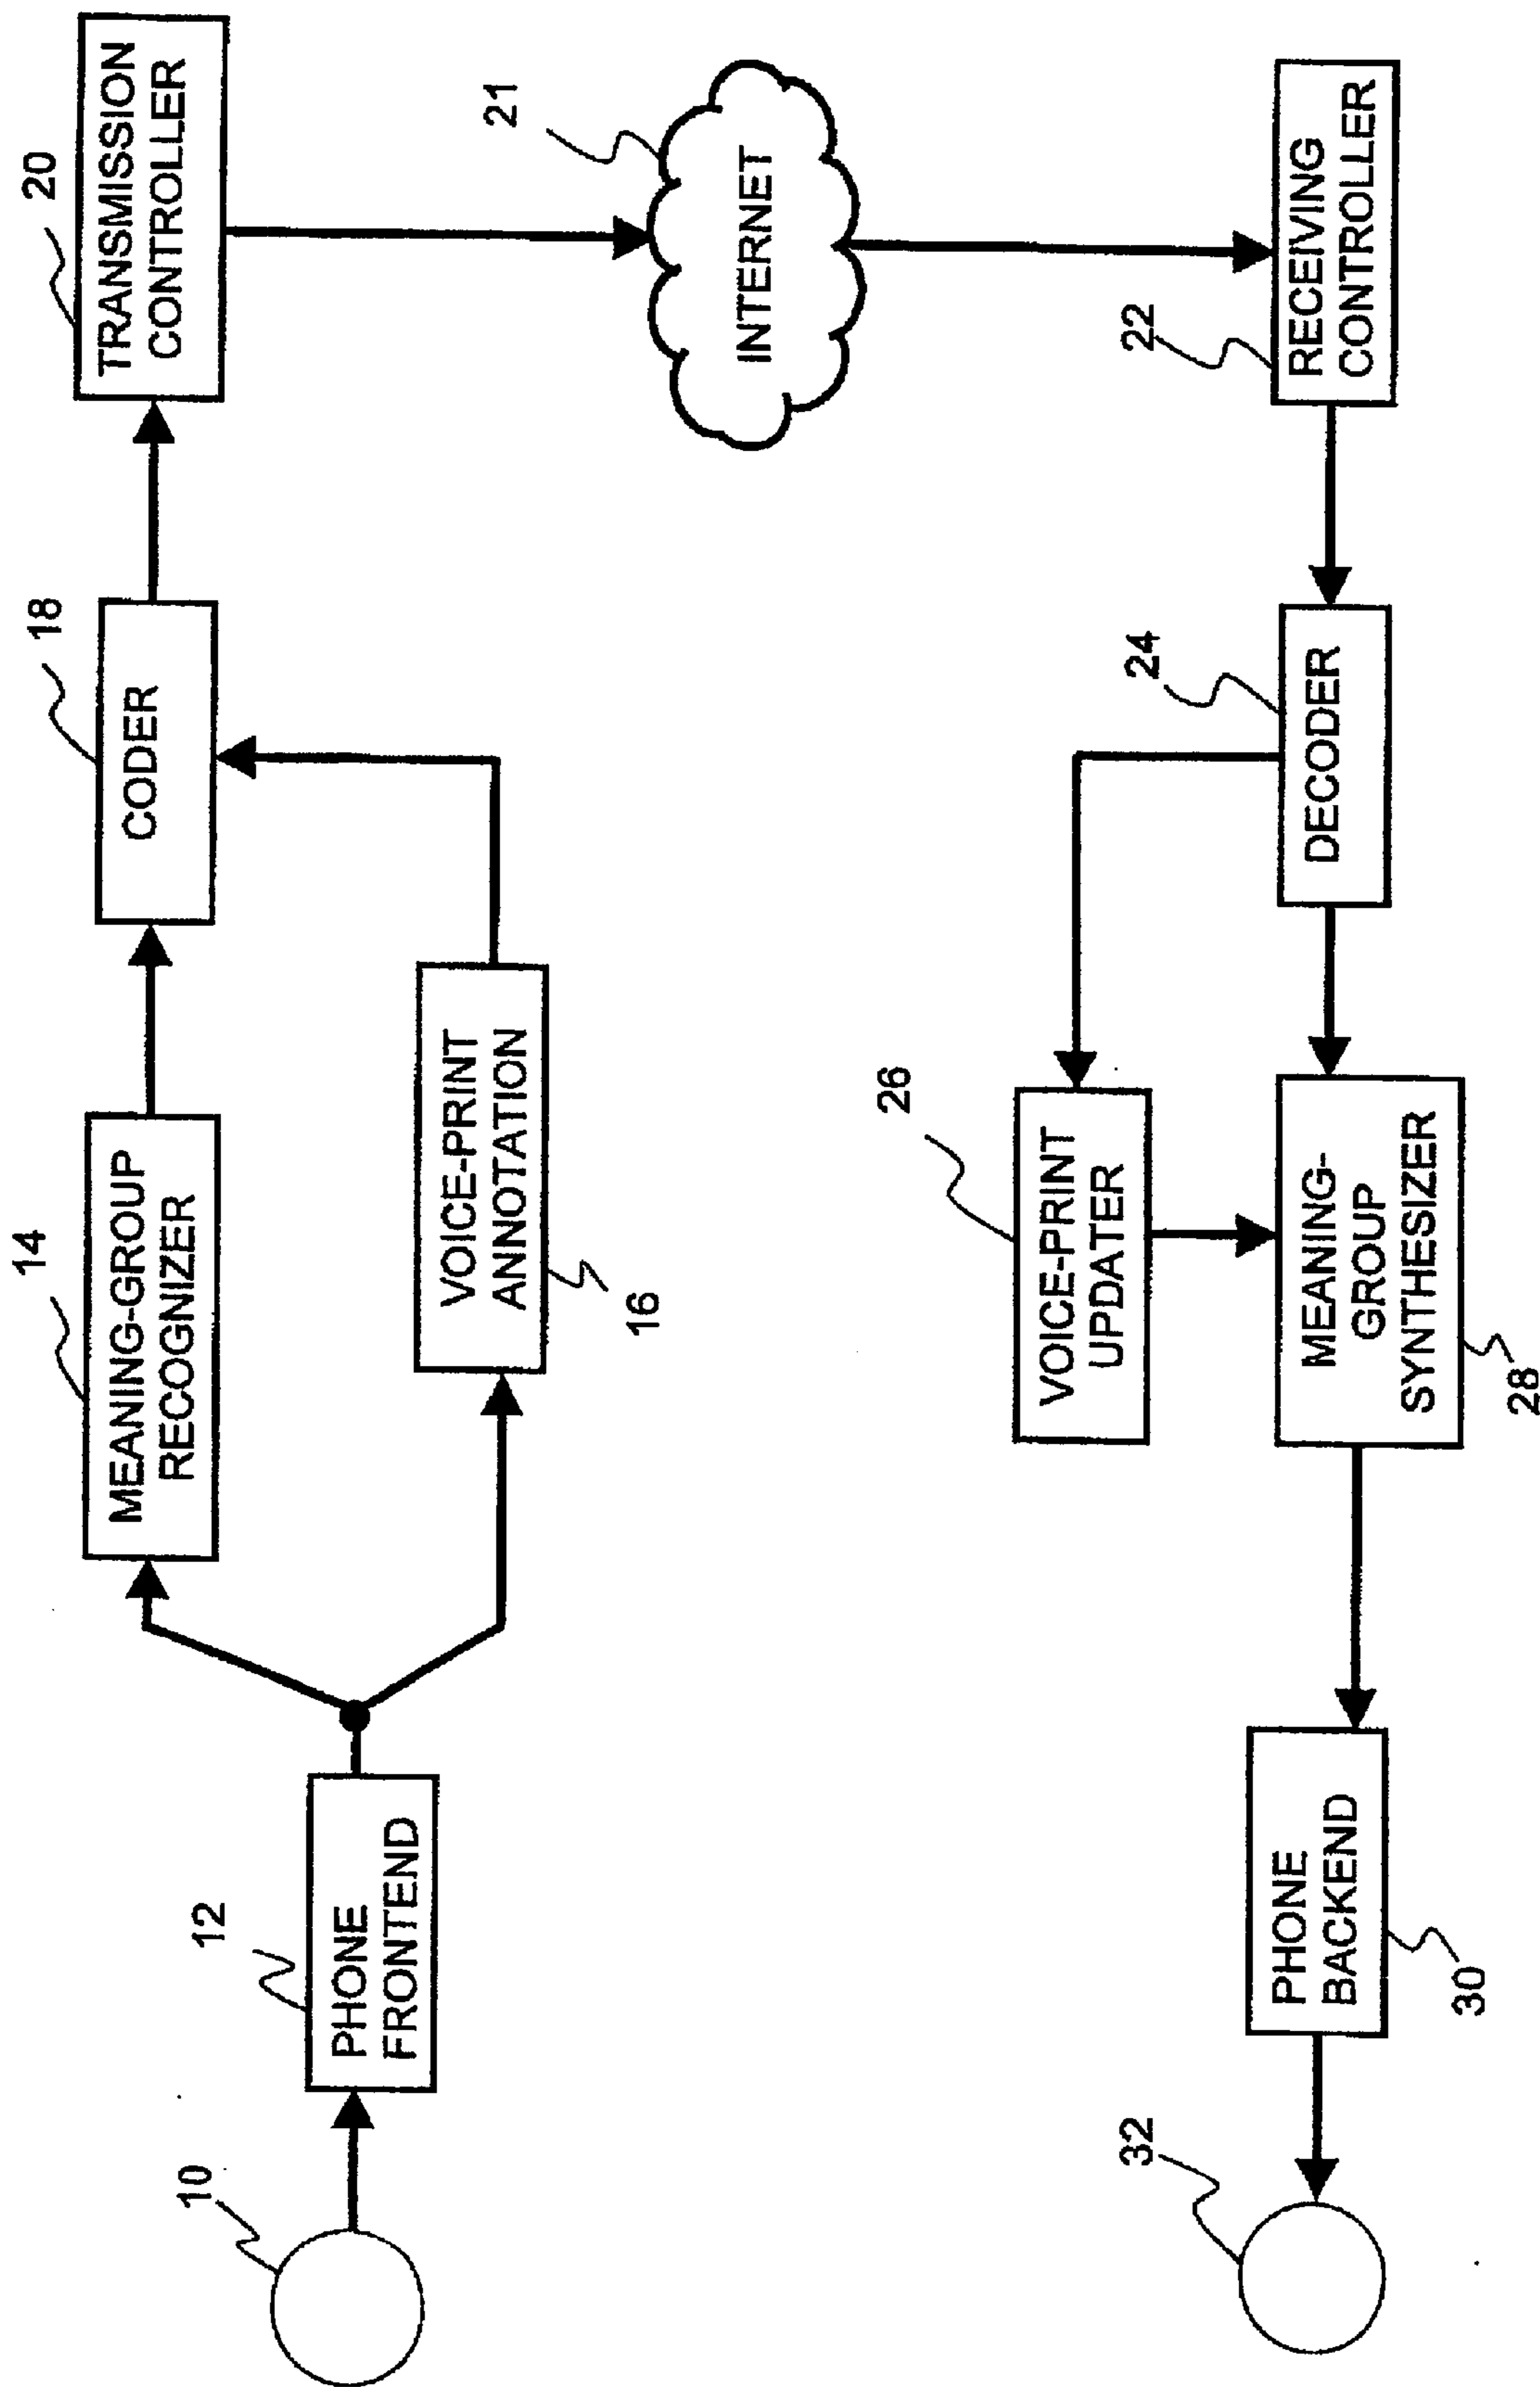 10
12
PHONE
FRONTEND
14
MEANING-GROUP
RECOGNIZER
VOICE-PRINT
ANNOTATION
16
18
CODER
20
TRANSMISSION
CONTROLLER
21
INTERNET
22
RECEIVING
CONTROLLER
24
DECODER
26
VOICE-PRINT
UPDATER
MEANING-
GROUP
SYNTHESIZER
28
PHONE
BACKEND
30
32